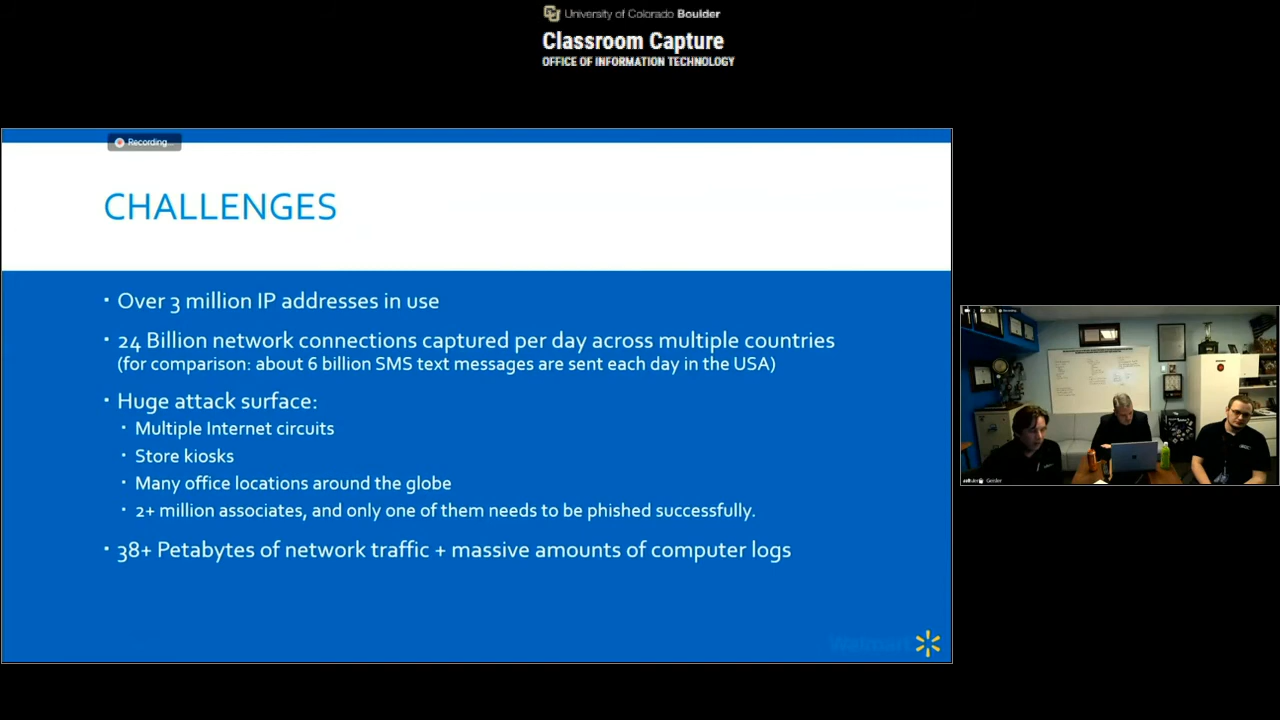 University of Colorado Boulder
Classroom Capture
OFFICE OF INFORMATION TECHNOLOGY
Recording...
CHALLENGES
▪ Over 3 million IP addresses in use
▪ 24 Billion network connections captured per day across multiple countries
(for comparison: about 6 billion SMS text messages are sent each day in the USA)
▪ Huge attack surface:
▪ Multiple Internet circuits
▪ Store kiosks
▪ Many office locations around the globe
▪ 2+ million associates, and only one of them needs to be phished successfully.
▪ 38+ Petabytes of network traffic + massive amounts of computer logs
Walmart